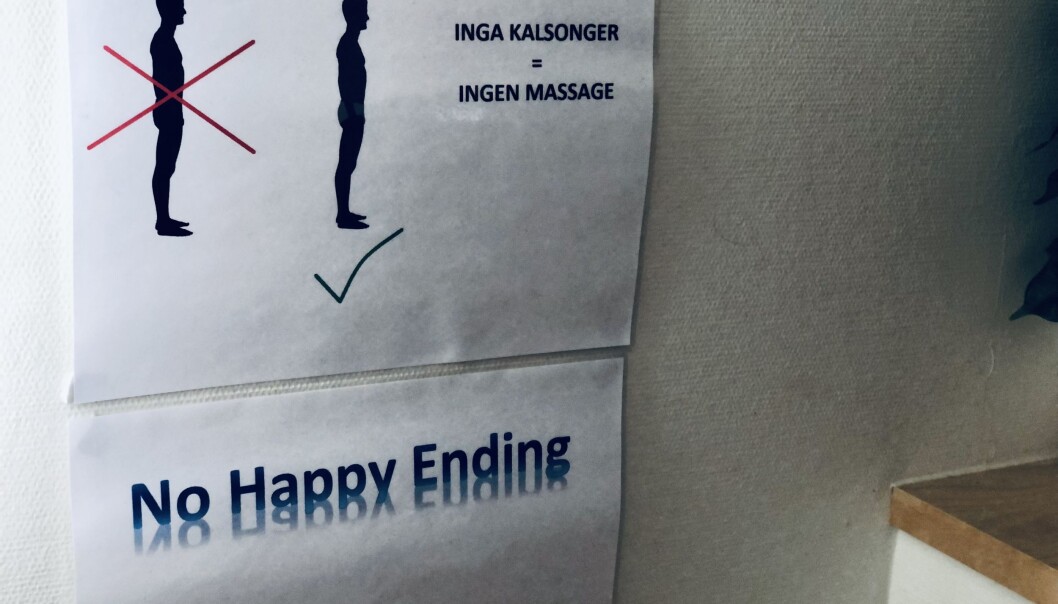 INGA KALSONGER
=
INGEN MASSAGE
No Happy Ending